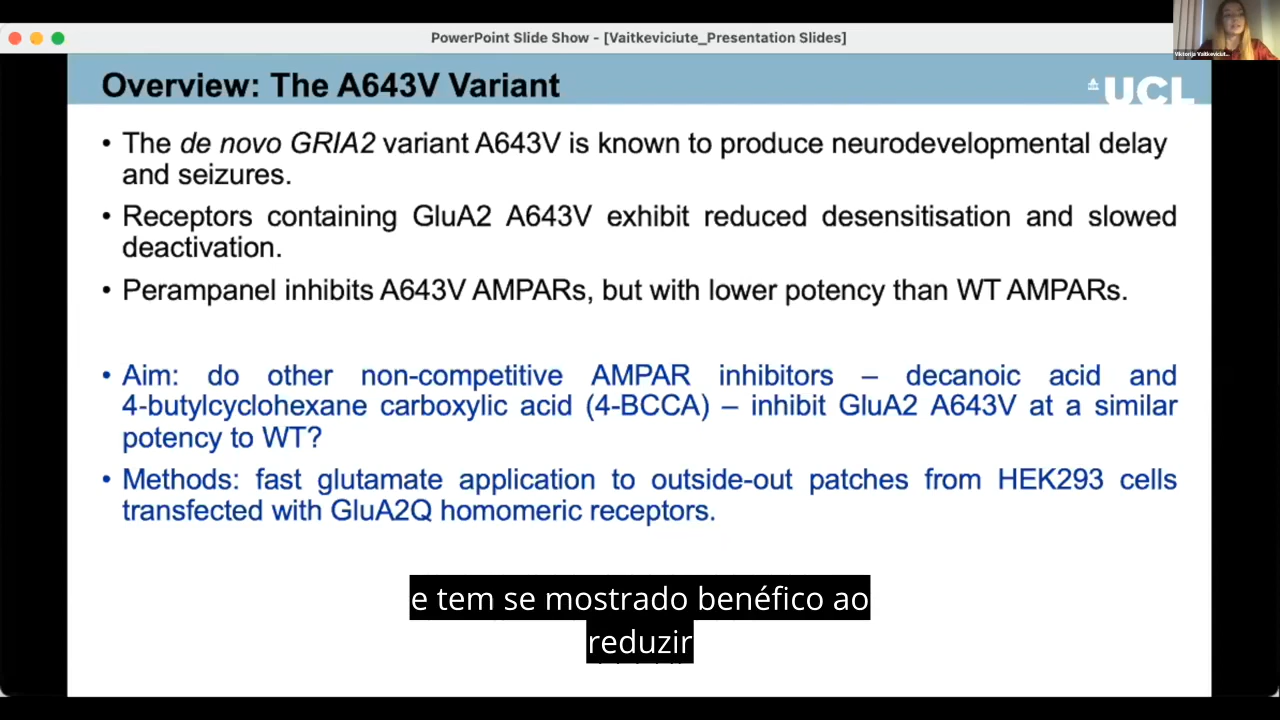 PowerPoint Slide Show - [Vaitkeviciute_Presentation Slides]
Viktorija Vaitkeviciut...
Overview: The A643V Variant
UCL
• The de novo GRIA2 variant A643V is known to produce neurodevelopmental delay
and seizures.
• Receptors containing GluA2 A643V exhibit reduced desensitisation and slowed
deactivation.
• Perampanel inhibits A643V AMPARs, but with lower potency than WT AMPARs.
• Aim: do other non-competitive AMPAR inhibitors – decanoic acid and
4-butylcyclohexane carboxylic acid (4-BCCA) – inhibit GluA2 A643V at a similar
potency to WT?
• Methods: fast glutamate application to outside-out patches from HEK293 cells
transfected with GluA2Q homomeric receptors.
e tem se mostrado benéfico ao
reduzir